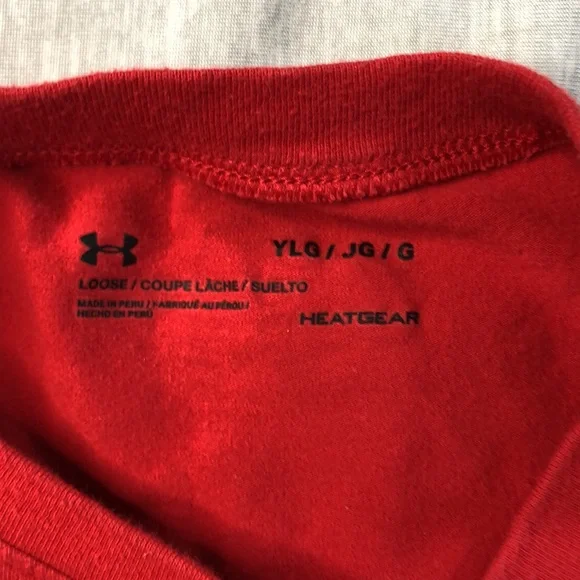 YLG / JG / G
LOOSE / COUPE LÂCHE / SUELTO
MADE IN PERU / FABRIQUÉ AU PÉROU /
HECHO EN PERÚ
HEATGEAR